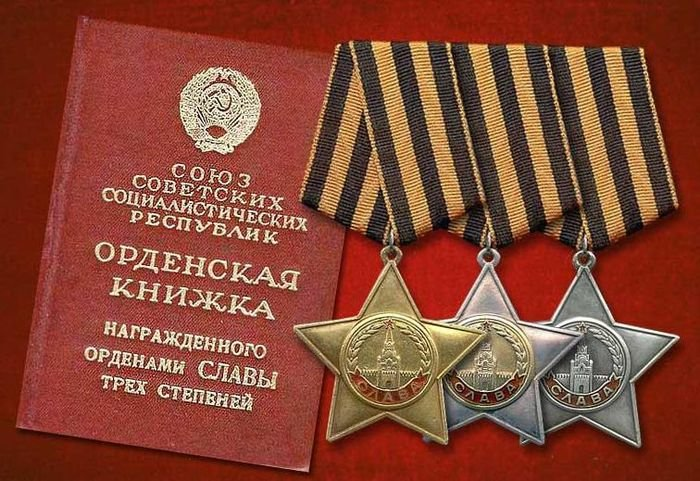 СОЮЗ
СОВЕТСКИХ
СОЦИАЛИСТИЧЕСКИХ
РЕСПУБЛИК
ОРДЕНСКАЯ
КНИЖКА
НАГРАЖДЕННОГО
ОРДЕНАМИ СЛАВЫ
ТРЕХ СТЕПЕНЕЙ
СЛАВА
СЛАВА
СЛАВА